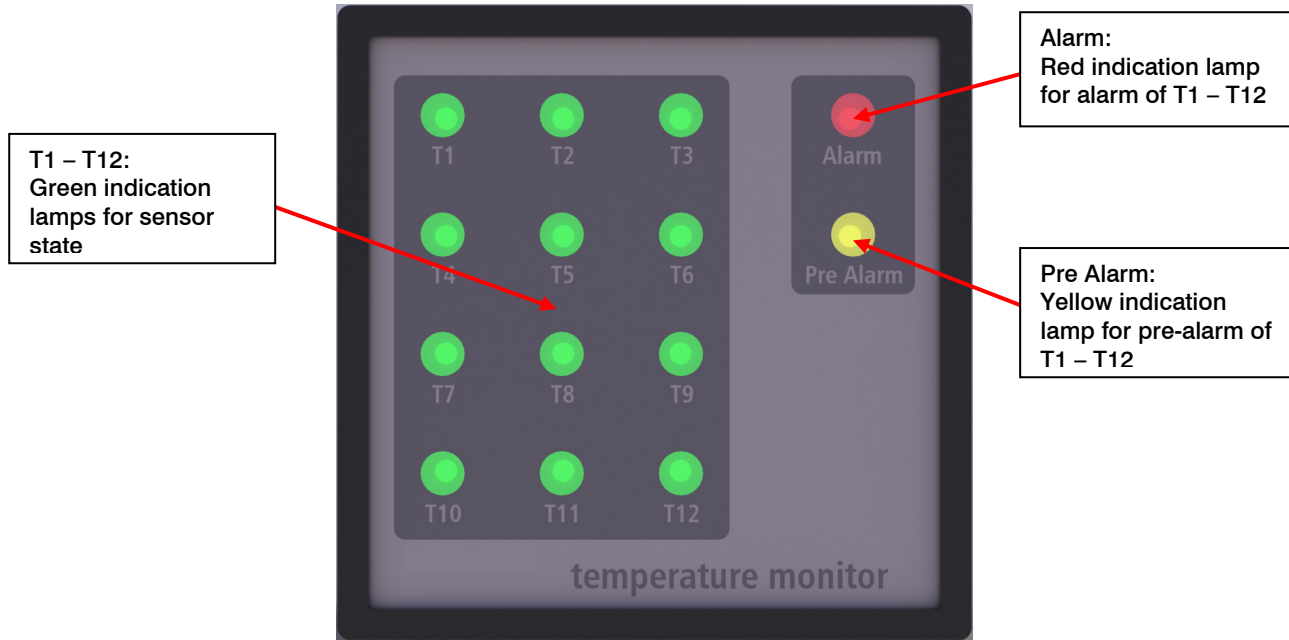 T1 – T12:
Green indication
lamps for sensor
state
T1 T2 T3
T4 T5 T6
T7 T8 T9
T10 T11 T12
Alarm
Pre Alarm
temperature monitor
Alarm:
Red indication lamp
for alarm of T1 – T12
Pre Alarm:
Yellow indication
lamp for pre-alarm of
T1 – T12